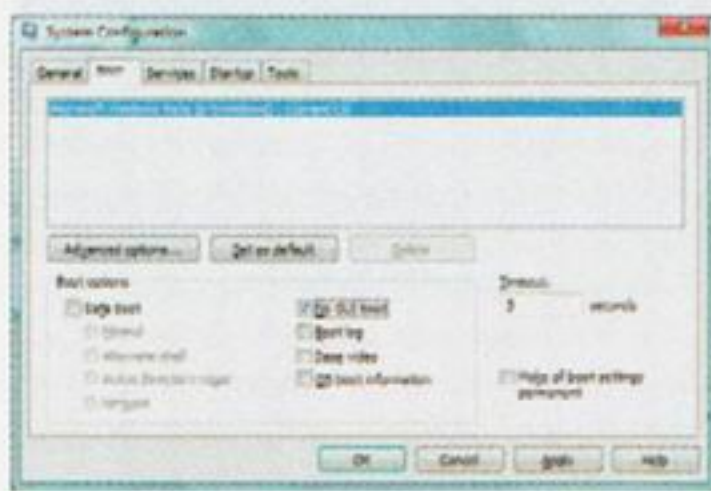 System Configuration
General Boot Services Startup Tools
Advanced options... Set as default Delete
Boot options
Safe boot
Minimal
Alternate shell
Active Directory repair
Network
No GUI boot
Boot log
Base video
OS boot information
Timeout:
seconds
Make all boot settings
permanent
OK Cancel Apply Help